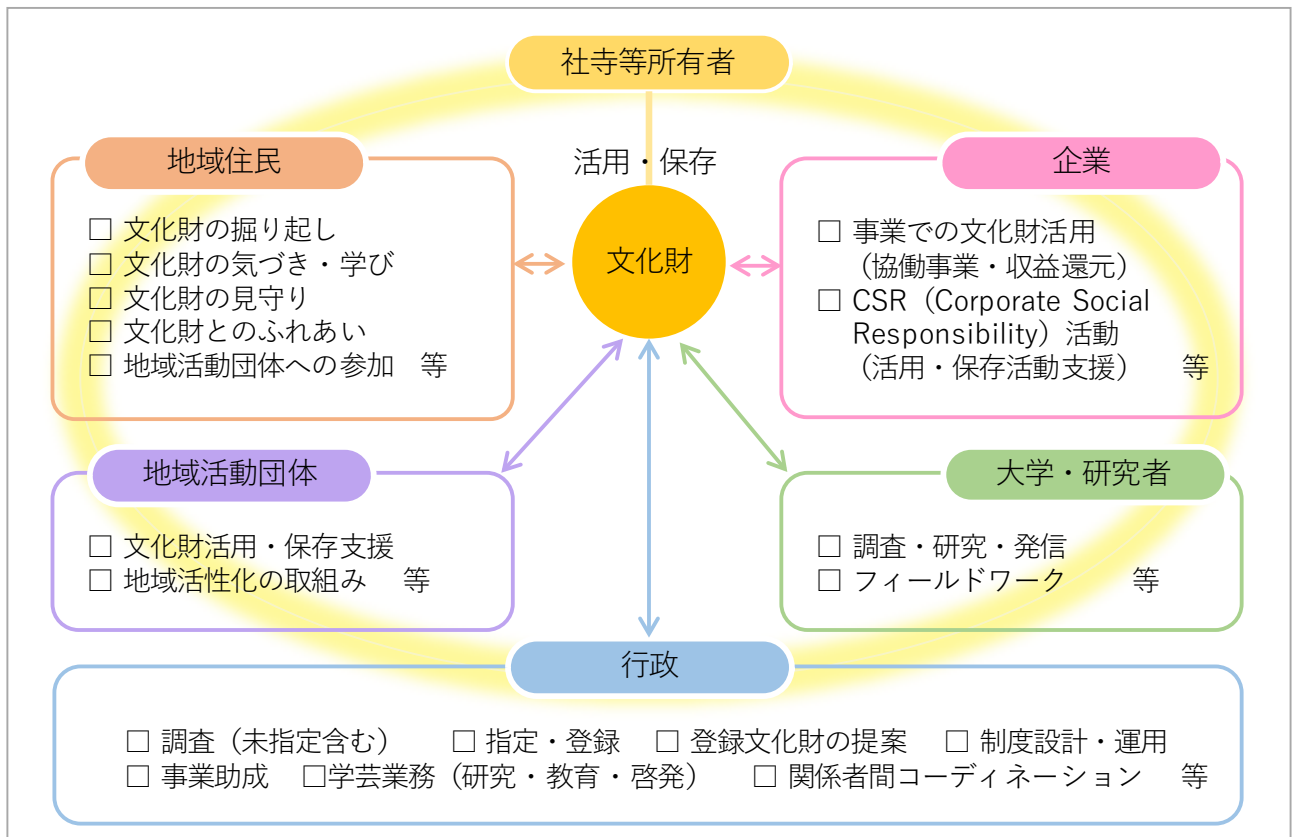 社寺等所有者
活用・保存
文化財
地域住民
□ 文化財の掘り起し
□ 文化財の気づき・学び
□ 文化財の見守り
□ 文化財とのふれあい
□ 地域活動団体への参加　等
企業
□ 事業での文化財活用
（協働事業・収益還元）
□ CSR（Corporate Social
Responsibility）活動
（活用・保存活動支援）　等
地域活動団体
□ 文化財活用・保存支援
□ 地域活性化の取組み　等
大学・研究者
□ 調査・研究・発信
□ フィールドワーク　等
行政
□ 調査（未指定含む）　□ 指定・登録　□ 登録文化財の提案　□ 制度設計・運用
□ 事業助成　□学芸業務（研究・教育・啓発）　□ 関係者間コーディネーション　等